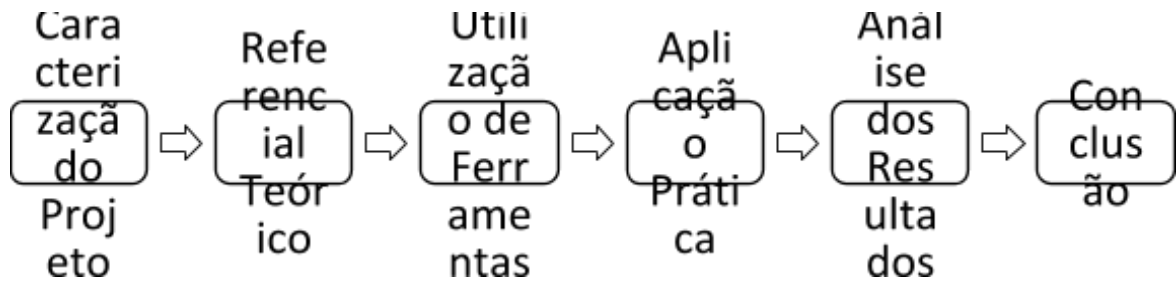 Cara
cteri
zaçã
do
Proj
eto
Refe
renc
ial
Teór
ico
Utili
zaçã
o de
Ferr
ame
ntas
Apli
caçã
o
Práti
ca
Anál
ise
dos
Res
ulta
dos
Con
clus
ão